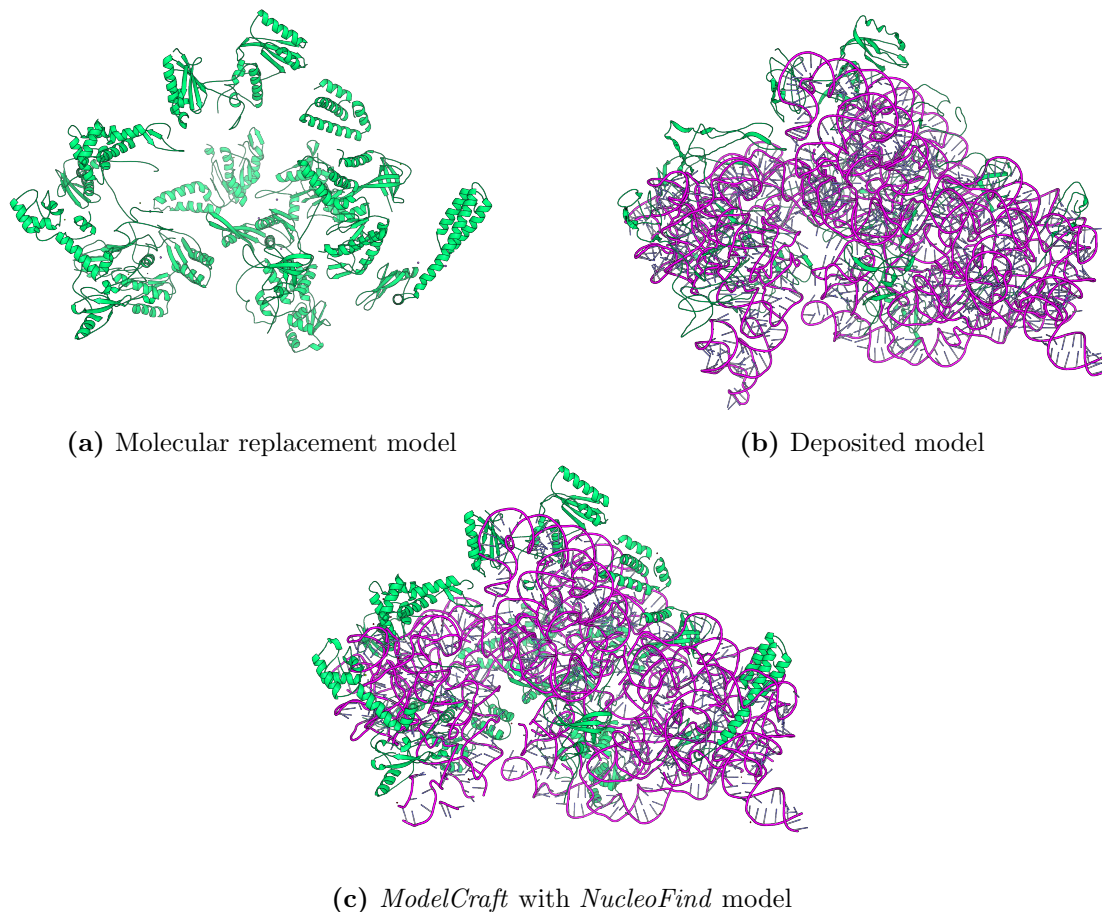 (a) Molecular replacement model
(b) Deposited model
(c) ModelCraft with NucleoFind model